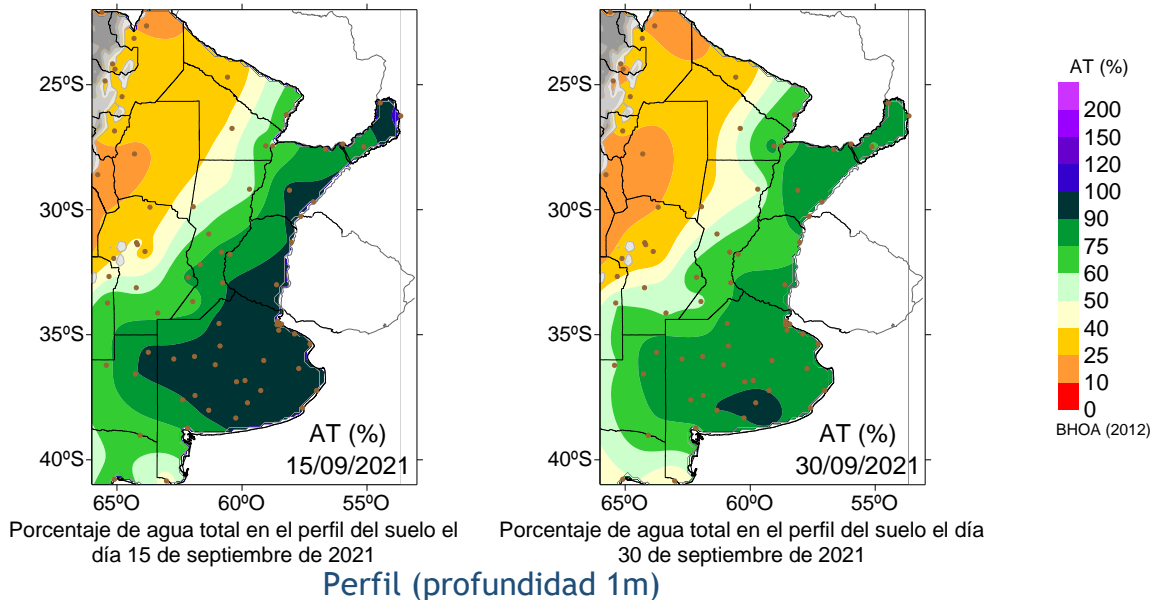 25ºS
30ºS
35ºS
40ºS
65ºO
60ºO
55ºO
AT (%)
15/09/2021
25ºS
30ºS
35ºS
40ºS
65ºO
60ºO
55ºO
AT (%)
30/09/2021
AT (%)
200
150
120
100
90
75
60
50
40
25
10
0
BHOA (2012)
Porcentaje de agua total en el perfil del suelo el
día 15 de septiembre de 2021
Porcentaje de agua total en el perfil del suelo el día
30 de septiembre de 2021
Perfil (profundidad 1m)